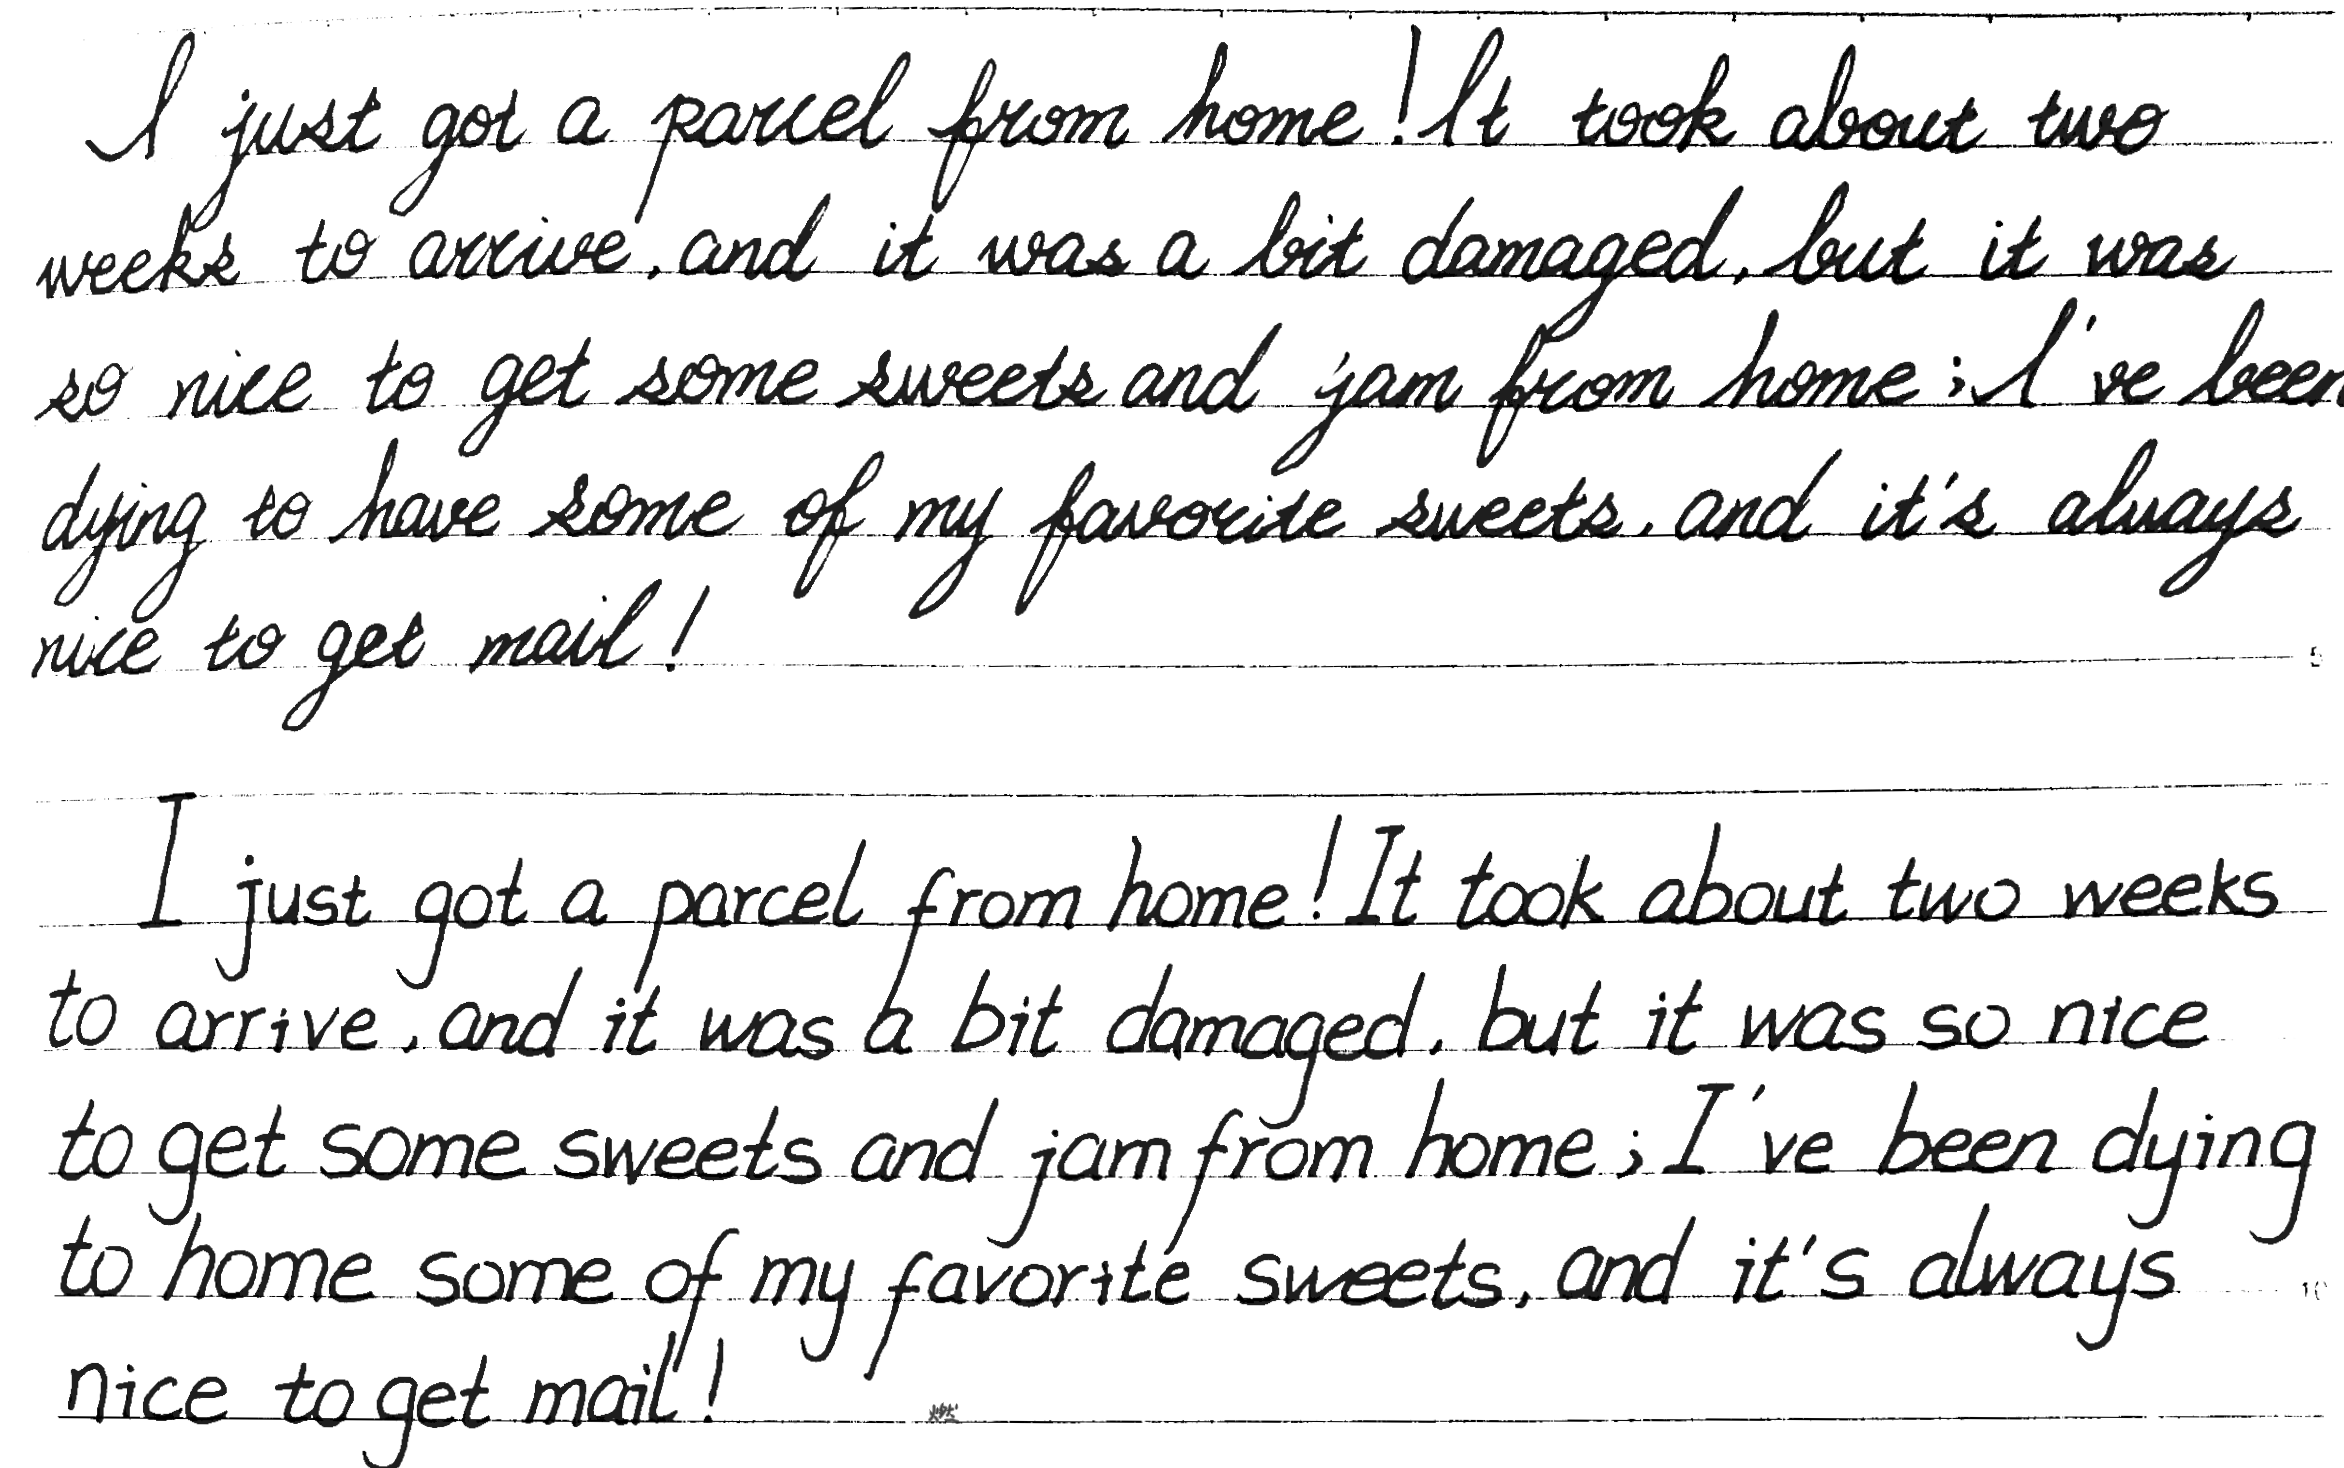 I just got a parcel from home! It took about two
weeks to arrive, and it was a bit damaged, but it was
so nice to get some sweets and jam from home; I've been
dying to have some of my favorite sweets, and it's always
nice to get mail!
5
I just got a parcel from home! It took about two weeks
to arrive, and it was a bit damaged, but it was so nice
to get some sweets and jam from home; I've been dying
to home some of my favorite sweets, and it's always
10
nice to get mail!